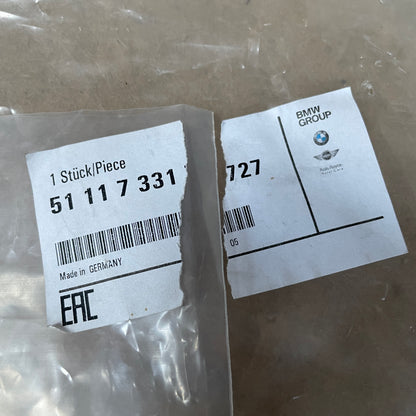 1 Stück/Piece
51 11 7 331 727
05
Made in GERMANY
EAC
BMW
GROUP